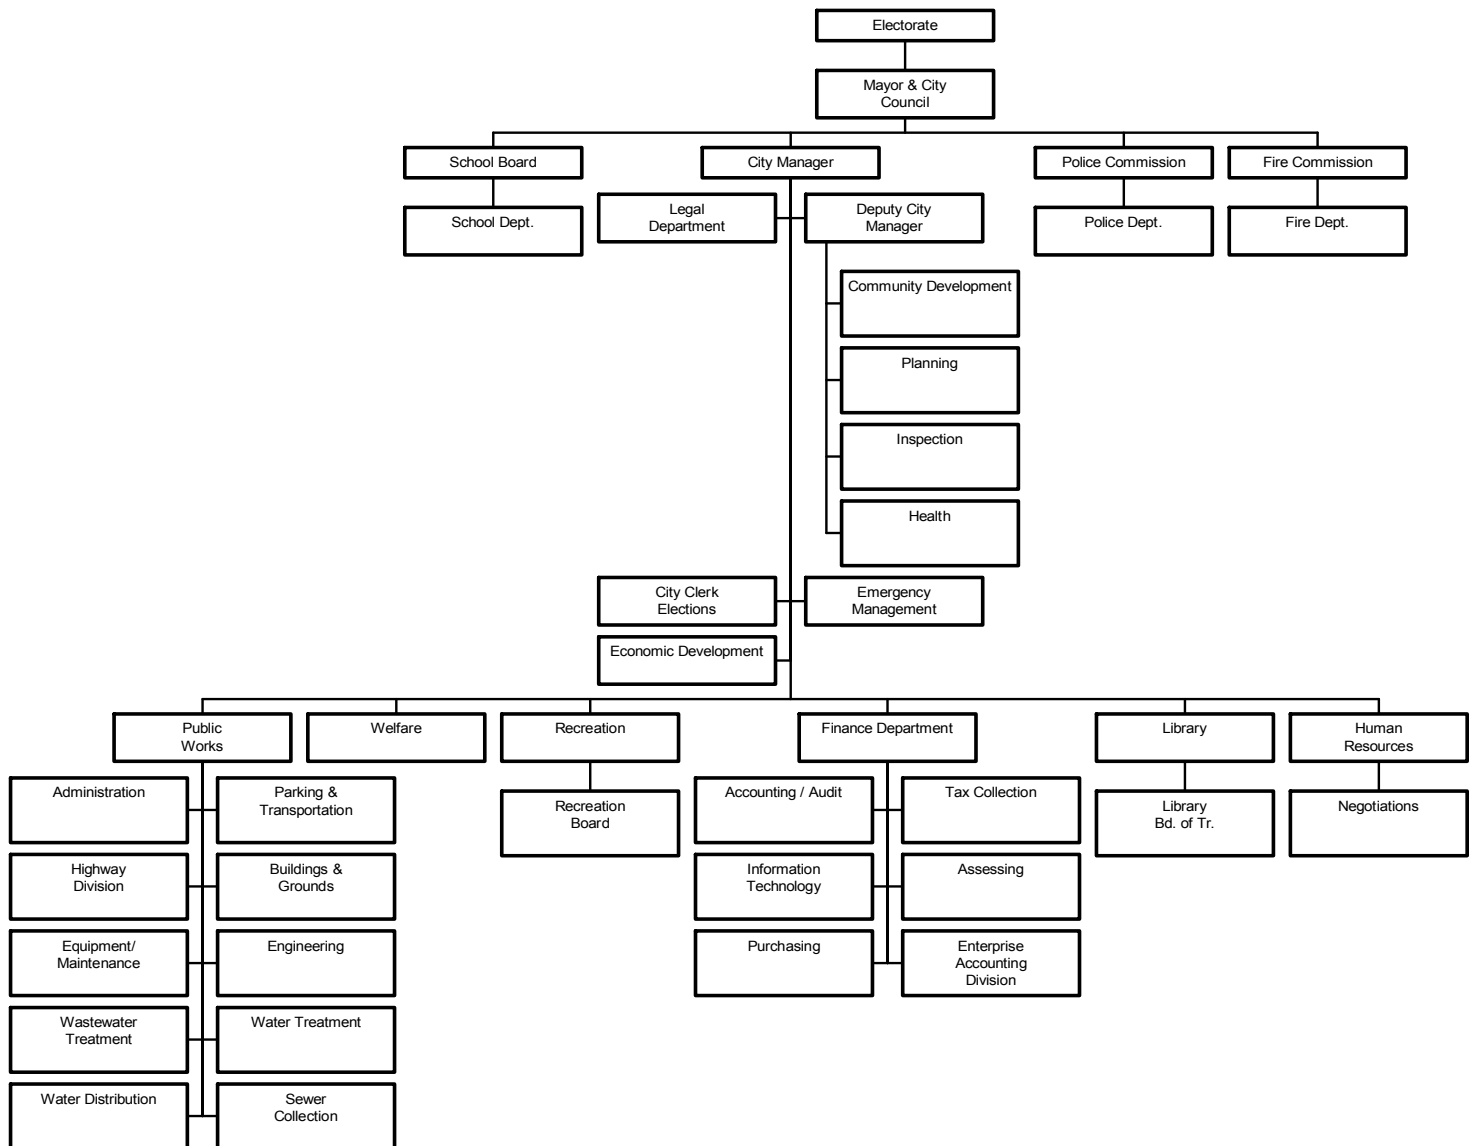 Electorate
Mayor & City
Council
School Board
City Manager
Police Commission
Fire Commission
School Dept.
Legal
Department
Deputy City
Manager
Police Dept.
Fire Dept.
Community Development
Planning
Inspection
Health
City Clerk
Elections
Emergency
Management
Economic Development
Public
Works
Welfare
Recreation
Finance Department
Library
Human
Resources
Administration
Parking &
Transportation
Recreation
Board
Accounting / Audit
Tax Collection
Library
Bd. of Tr.
Negotiations
Highway
Division
Buildings &
Grounds
Information
Technology
Assessing
Equipment/
Maintenance
Engineering
Purchasing
Enterprise
Accounting
Division
Wastewater
Treatment
Water Treatment
Water Distribution
Sewer
Collection